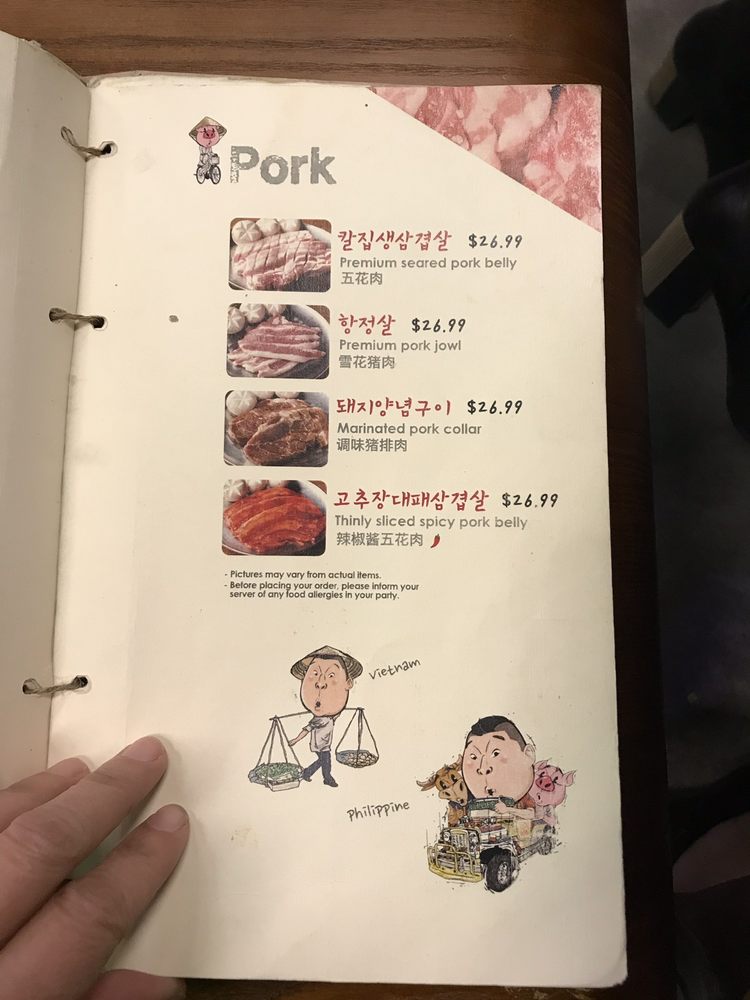 Pork
칼집생삼겹살 $26.99
Premium seared pork belly
五花肉
항정살 $26.99
Premium pork jowl
雪花猪肉
돼지양념구이 $26.99
Marinated pork collar
调味猪排肉
고추장대패삼겹살 $26.99
Thinly sliced spicy pork belly
辣椒酱五花肉
- Pictures may vary from actual items.
- Before placing your order, please inform your
server of any food allergies in your party.
Vietnam
Philippine